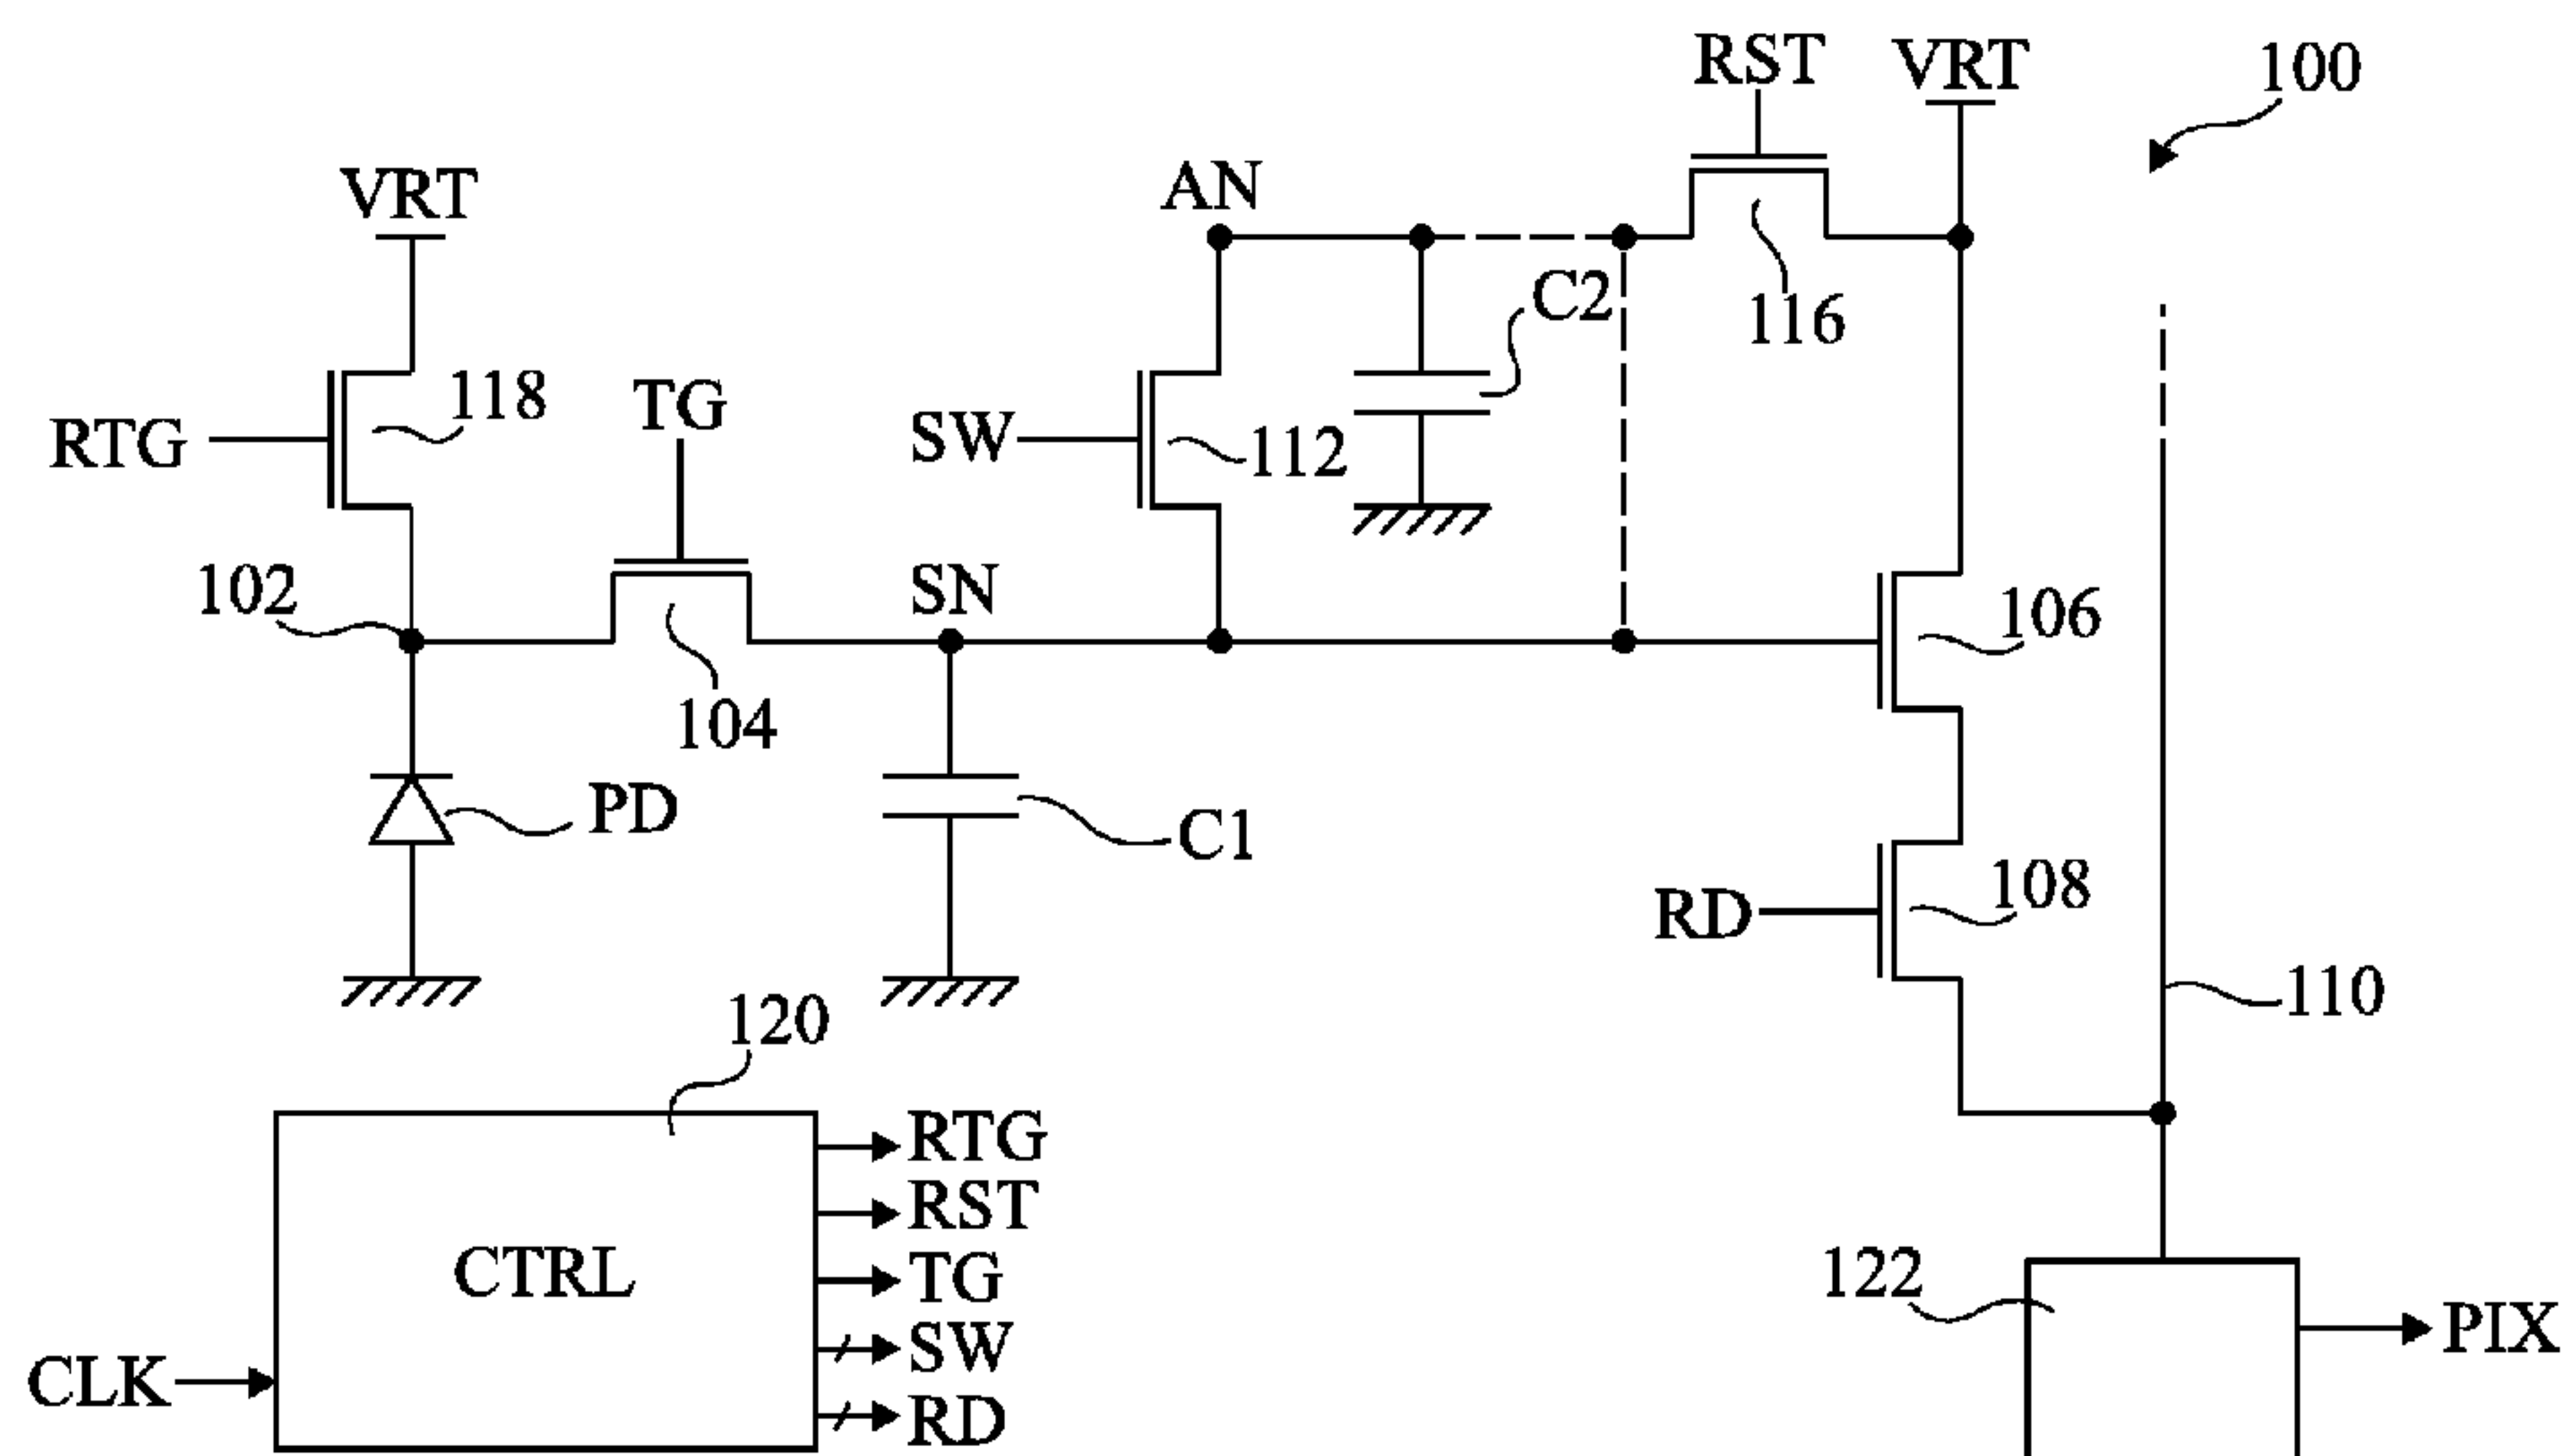 RST
VRT
100
VRT
AN
C2
116
118
TG
RTG
SW
112
102
SN
106
104
PD
C1
108
RD
110
120
RTG
RST
CTRL
TG
122
SW
PIX
CLK
RD